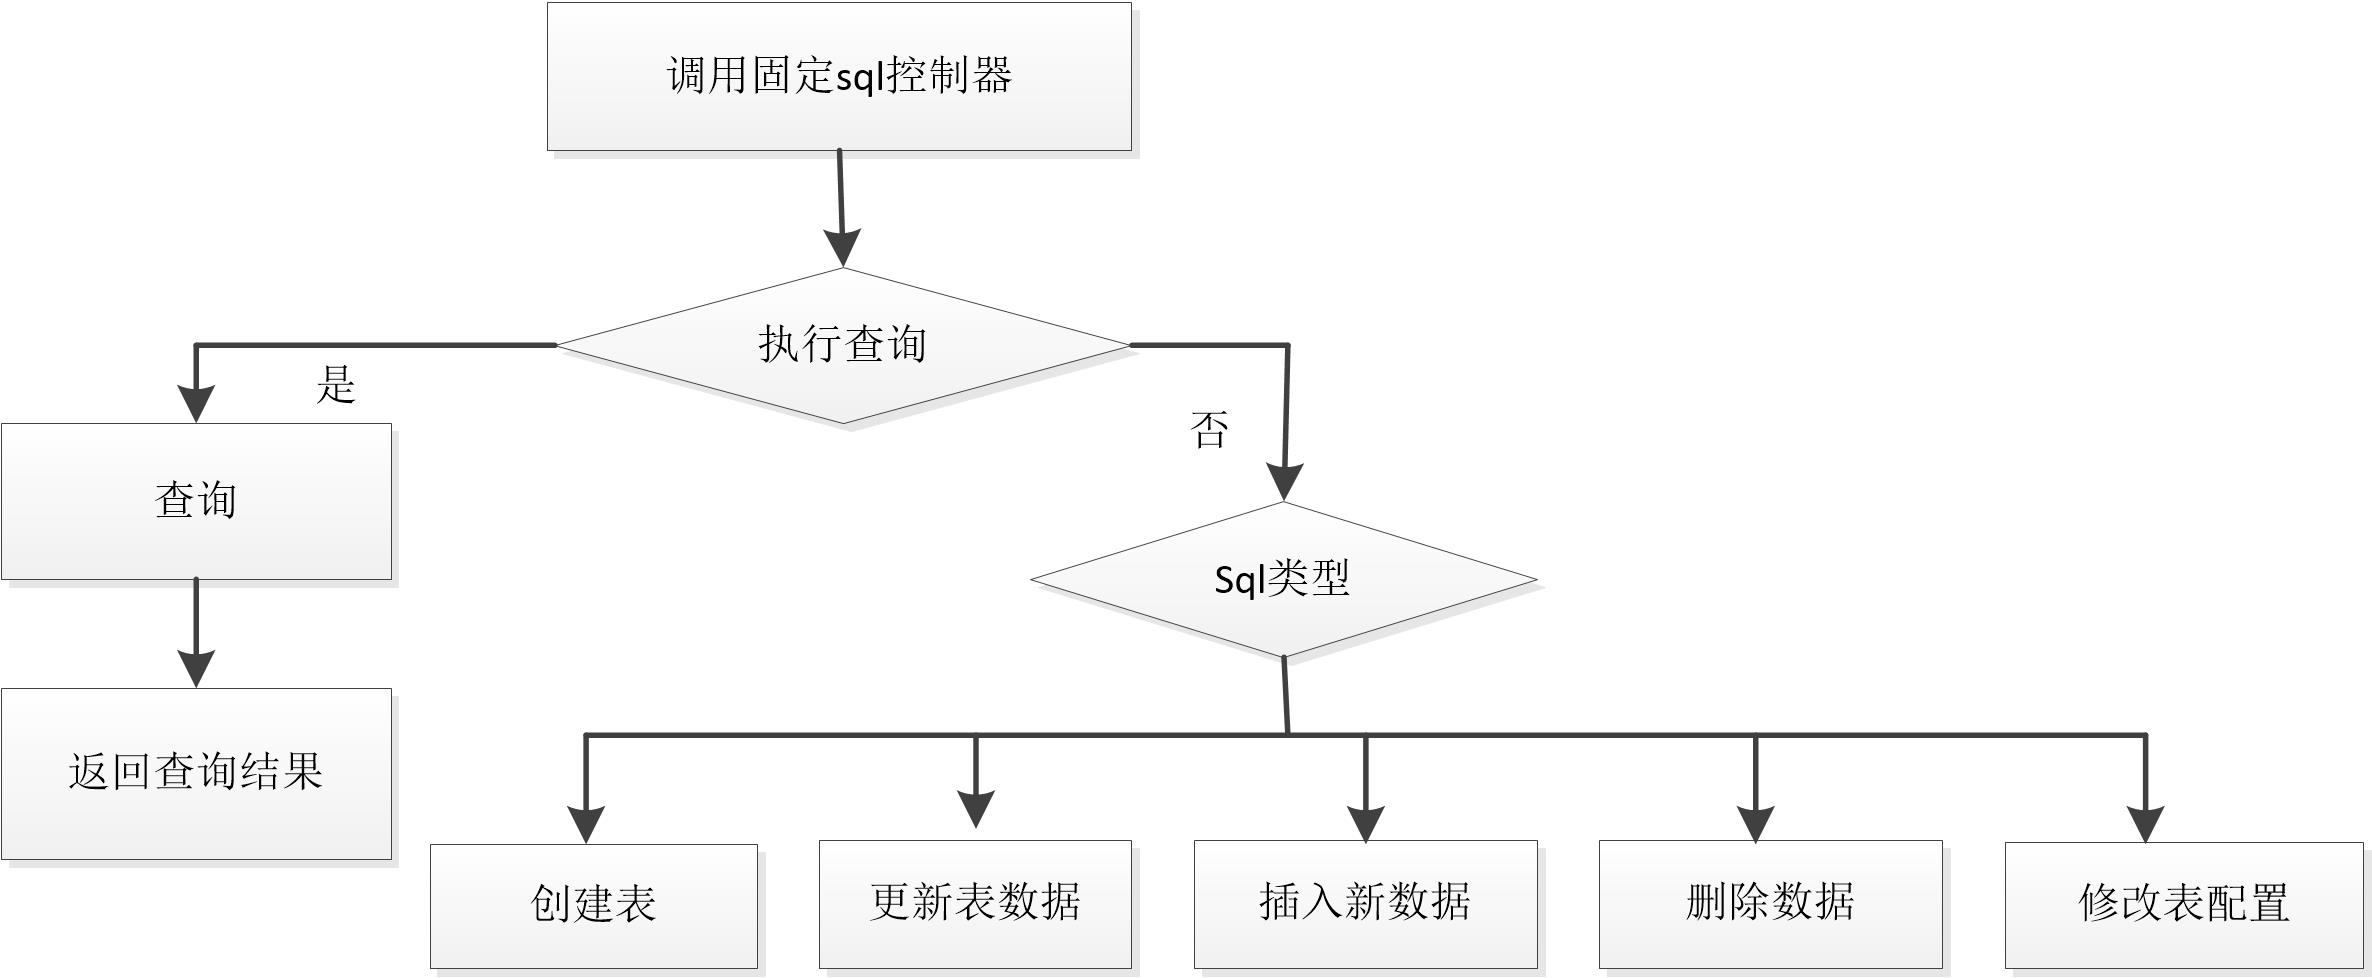 调用固定sql控制器
执行查询
是
否
查询
Sql类型
返回查询结果
创建表
更新表数据
插入新数据
删除数据
修改表配置